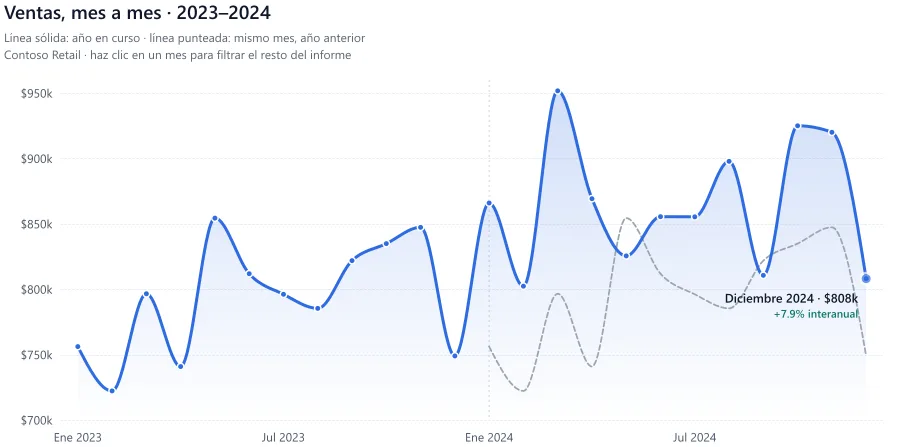 Ventas, mes a mes · 2023–2024
Línea sólida: año en curso · línea punteada: mismo mes, año anterior
Contoso Retail · haz clic en un mes para filtrar el resto del informe
$950k
$900k
$850k
$800k
$750k
$700k
Diciembre 2024 · $808k
+7.9% interanual
Ene 2023
Jul 2023
Ene 2024
Jul 2024